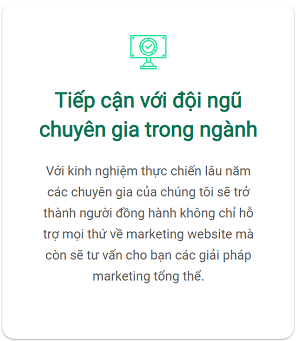 Tiếp cận với đội ngũ
chuyên gia trong ngành
Với kinh nghiệm thực chiến lâu năm
các chuyên gia của chúng tôi sẽ trở
thành người đồng hành không chỉ hỗ
trợ mọi thứ về marketing website mà
còn sẽ tư vấn cho bạn các giải pháp
marketing tổng thể.